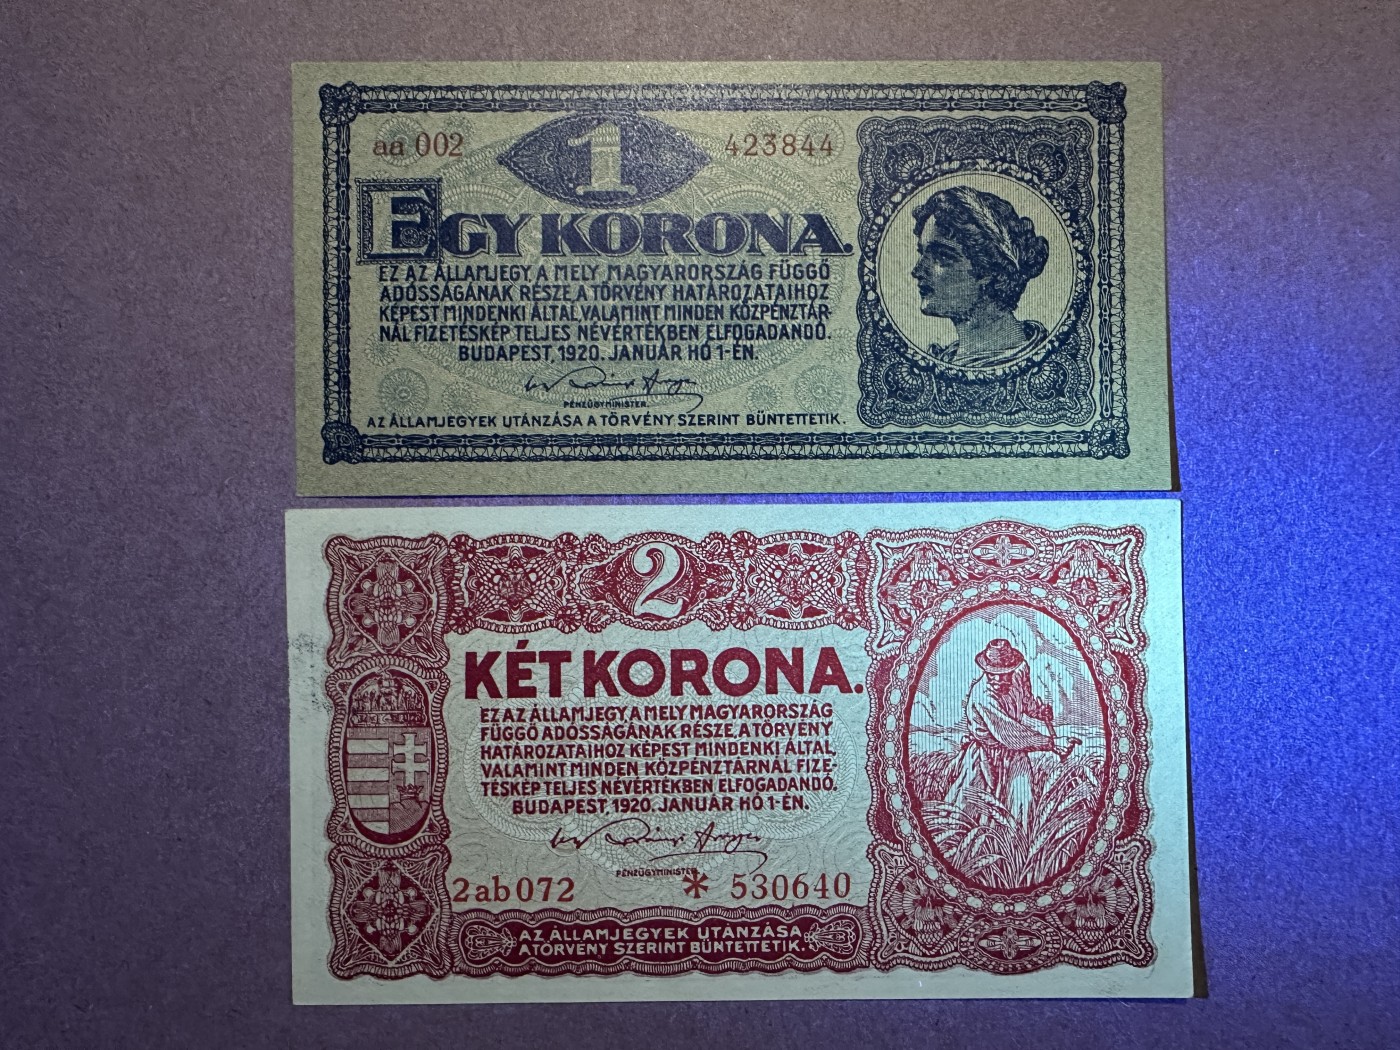 aa 002
1
423844
EGY KORONA.
EZ AZ ÁLLAMJEGY A MELY MAGYARORSZÁG FÜGGŐ
ADÓSSÁGÁNAK RÉSZE, A TÖRVÉNY HATÁROZATAIHOZ
KÉPEST MINDENKI ÁLTAL, VALAMINT MINDEN KÖZPÉNZTÁR-
NÁL FIZETÉSKÉP TELJES NÉVÉRTÉKBEN ELFOGADANDÓ.
BUDAPEST, 1920. JANUÁR HÓ 1-ÉN.
PÉNZÜGYMINISTER.
AZ ÁLLAMJEGYEK UTÁNZÁSA A TÖRVÉNY SZERINT BÜNTETTETIK.
2
KÉT KORONA.
EZ AZ ÁLLAMJEGY, A MELY MAGYARORSZÁG
FÜGGŐ ADÓSSÁGÁNAK RÉSZE, A TÖRVÉNY
HATÁROZATAIHOZ KÉPEST MINDENKI ÁLTAL,
VALAMINT MINDEN KÖZPÉNZTÁRNÁL FIZE-
TÉSKÉP TELJES NÉVÉRTÉKBEN ELFOGADANDÓ.
BUDAPEST, 1920. JANUÁR HÓ 1-ÉN.
PÉNZÜGYMINISTER.
2ab072 * 530640
AZ ÁLLAMJEGYEK UTÁNZÁSA
A TÖRVÉNY SZERINT BÜNTETTETIK.